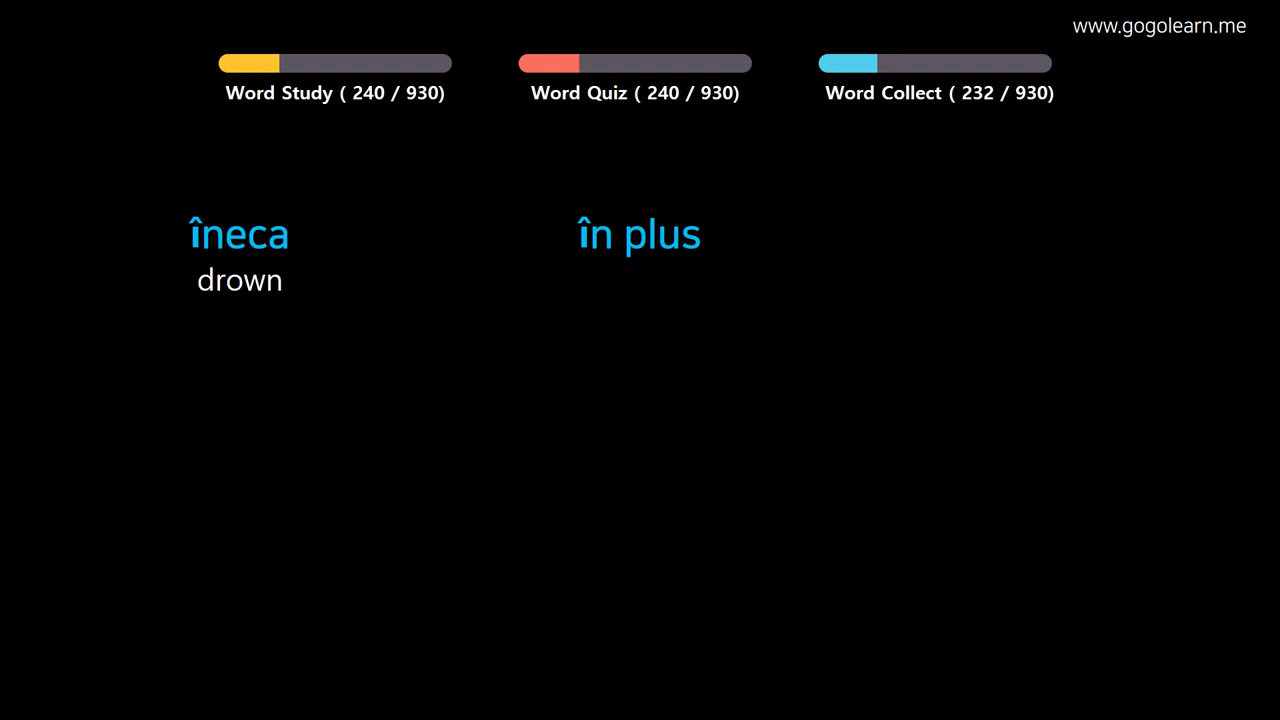 www.gogolearn.me
Word Study ( 240 / 930)
Word Quiz ( 240 / 930)
Word Collect ( 232 / 930)
îneca
în plus
drown